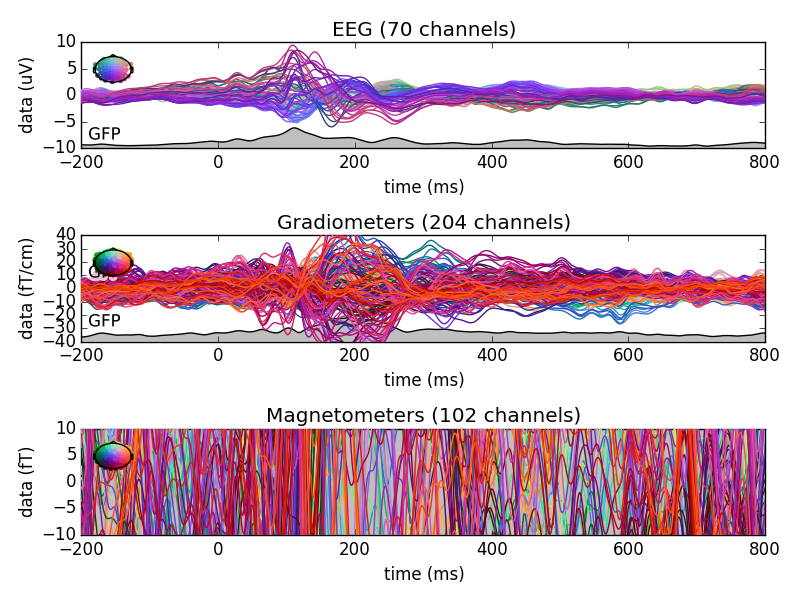 EEG (70 channels)
data (uV)
10
5
0
−5
−10
GFP
−200 0 200 400 600 800
time (ms)
Gradiometers (204 channels)
data (fT/cm)
40
30
20
10
0
−10
−20
−30
−40
GFP
−200 0 200 400 600 800
time (ms)
Magnetometers (102 channels)
data (fT)
10
5
0
−5
−10
−200 0 200 400 600 800
time (ms)